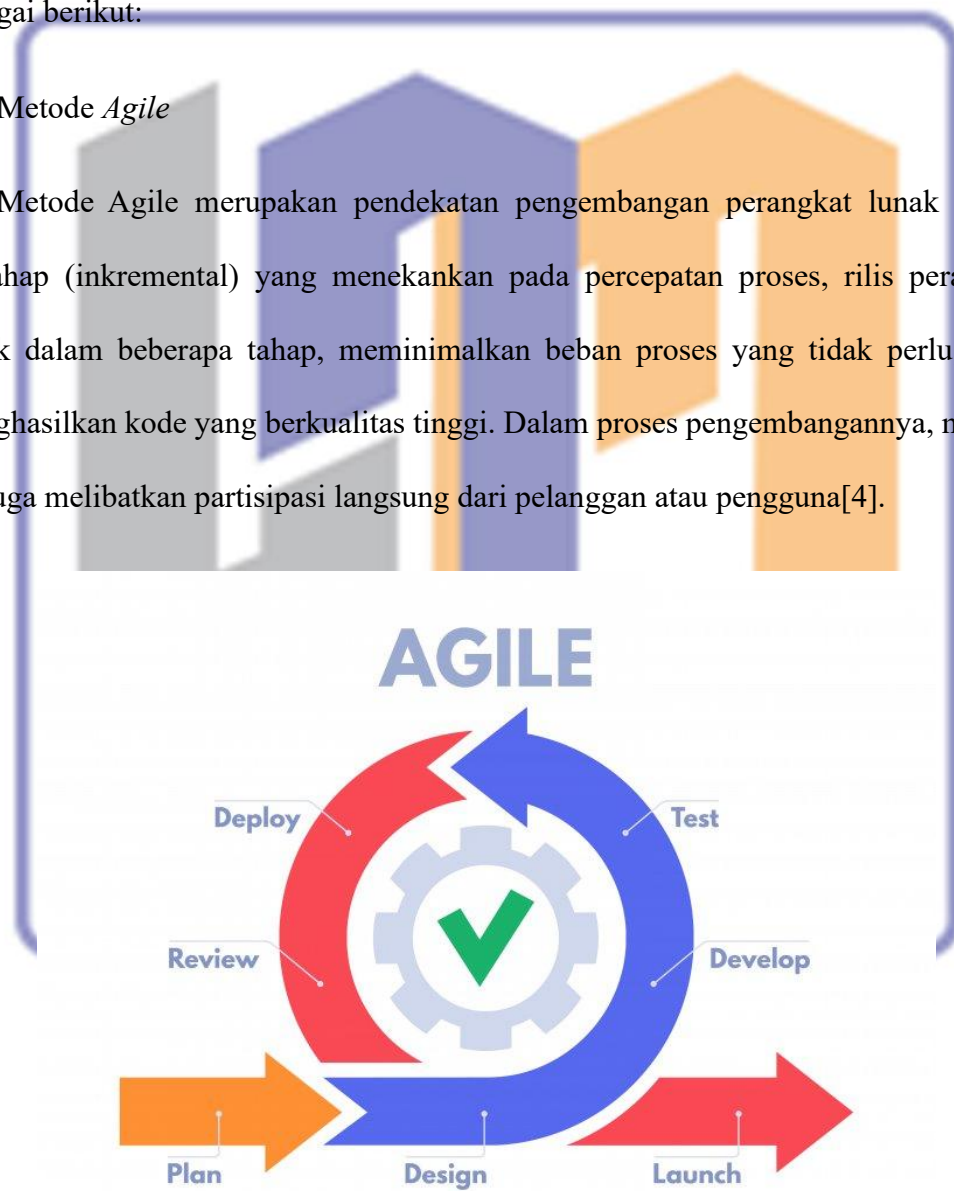 gai berikut:
Metode Agile
Metode Agile merupakan pendekatan pengembangan perangkat lunak
ahap (inkremental) yang menekankan pada percepatan proses, rilis pera
k dalam beberapa tahap, meminimalkan beban proses yang tidak perlu
ghasilkan kode yang berkualitas tinggi. Dalam proses pengembangannya, m
uga melibatkan partisipasi langsung dari pelanggan atau pengguna[4].
AGILE
Deploy
Test
Review
Develop
Plan
Design
Launch